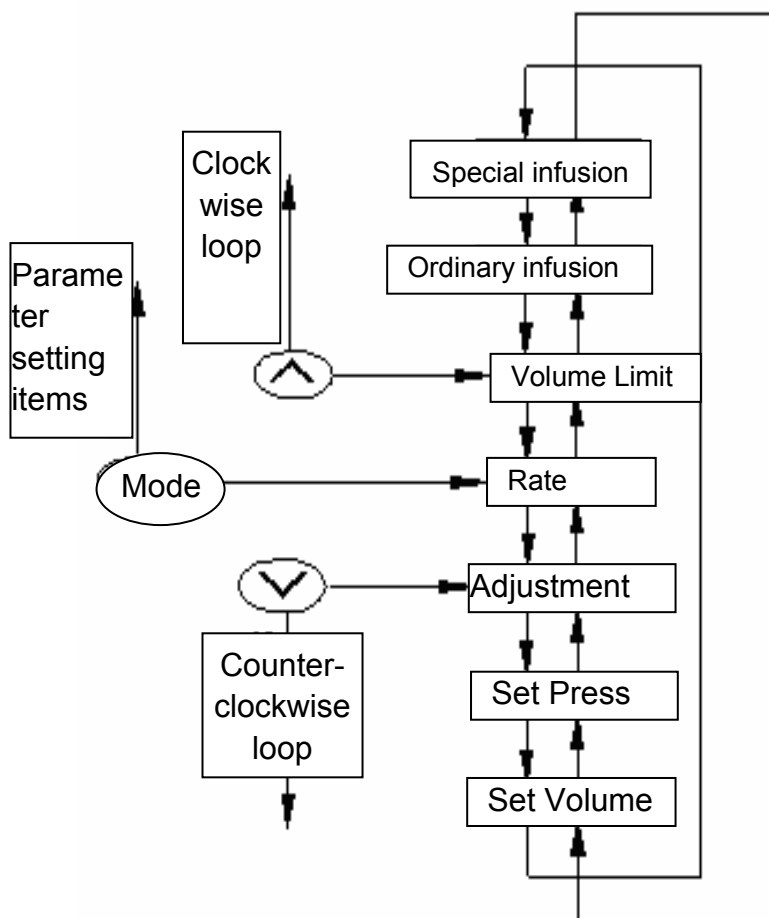 Special infusion
Ordinary infusion
Volume Limit
Rate
Adjustment
Set Press
Set Volume
Clock
wise
loop
Parame
ter
setting
items
Mode
Counter-
clockwise
loop